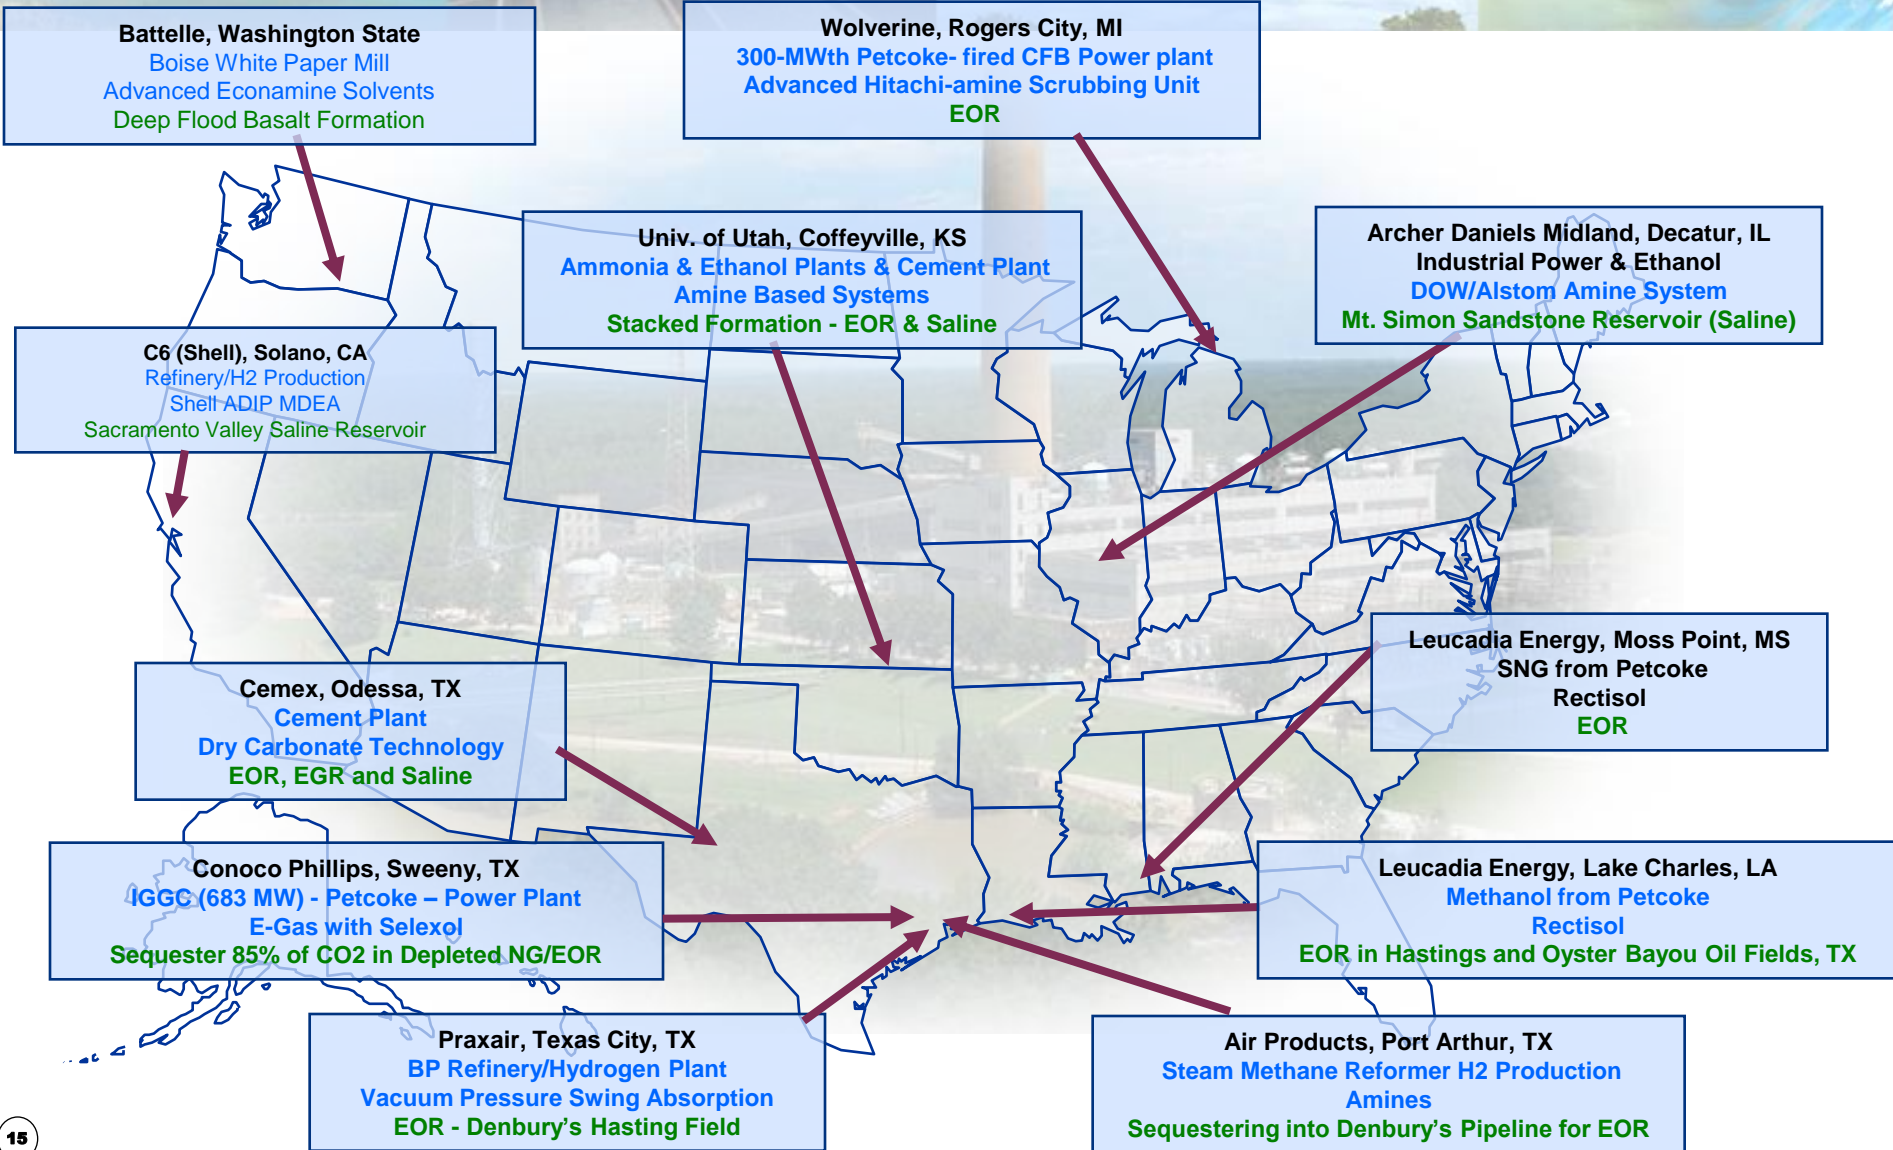 Battelle, Washington State
Boise White Paper Mill
Advanced Econamine Solvents
Deep Flood Basalt Formation
Wolverine, Rogers City, MI
300-MWth Petcoke- fired CFB Power plant
Advanced Hitachi-amine Scrubbing Unit
EOR
Univ. of Utah, Coffeyville, KS
Ammonia & Ethanol Plants & Cement Plant
Amine Based Systems
Stacked Formation - EOR & Saline
Archer Daniels Midland, Decatur, IL
Industrial Power & Ethanol
DOW/Alstom Amine System
Mt. Simon Sandstone Reservoir (Saline)
C6 (Shell), Solano, CA
Refinery/H2 Production
Shell ADIP MDEA
Sacramento Valley Saline Reservoir
Leucadia Energy, Moss Point, MS
SNG from Petcoke
Rectisol
EOR
Cemex, Odessa, TX
Cement Plant
Dry Carbonate Technology
EOR, EGR and Saline
Conoco Phillips, Sweeny, TX
IGGC (683 MW) - Petcoke – Power Plant
E-Gas with Selexol
Sequester 85% of CO2 in Depleted NG/EOR
Leucadia Energy, Lake Charles, LA
Methanol from Petcoke
Rectisol
EOR in Hastings and Oyster Bayou Oil Fields, TX
Praxair, Texas City, TX
BP Refinery/Hydrogen Plant
Vacuum Pressure Swing Absorption
EOR - Denbury's Hasting Field
Air Products, Port Arthur, TX
Steam Methane Reformer H2 Production
Amines
Sequestering into Denbury's Pipeline for EOR
15